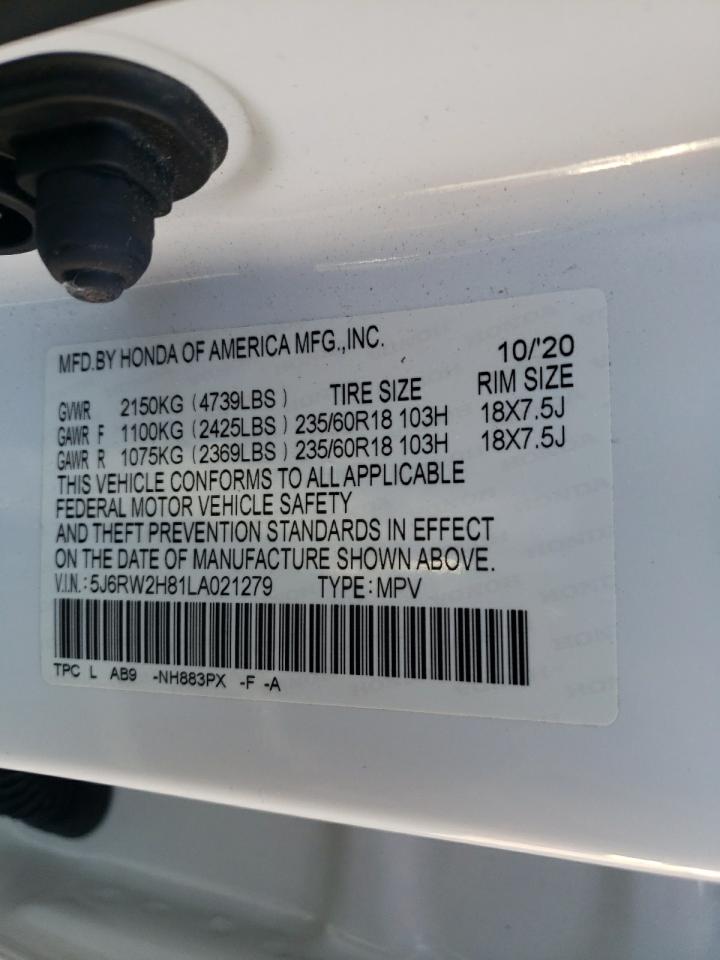 MFD.BY HONDA OF AMERICA MFG.,INC. 10/'20
GVWR 2150KG (4739LBS) TIRE SIZE RIM SIZE
GAWR F 1100KG (2425LBS) 235/60R18 103H 18X7.5J
GAWR R 1075KG (2369LBS) 235/60R18 103H 18X7.5J
THIS VEHICLE CONFORMS TO ALL APPLICABLE
FEDERAL MOTOR VEHICLE SAFETY
AND THEFT PREVENTION STANDARDS IN EFFECT
ON THE DATE OF MANUFACTURE SHOWN ABOVE.
V.I.N.: 5J6RW2H81LA021279 TYPE: MPV
TPC L AB9 -NH883PX -F -A